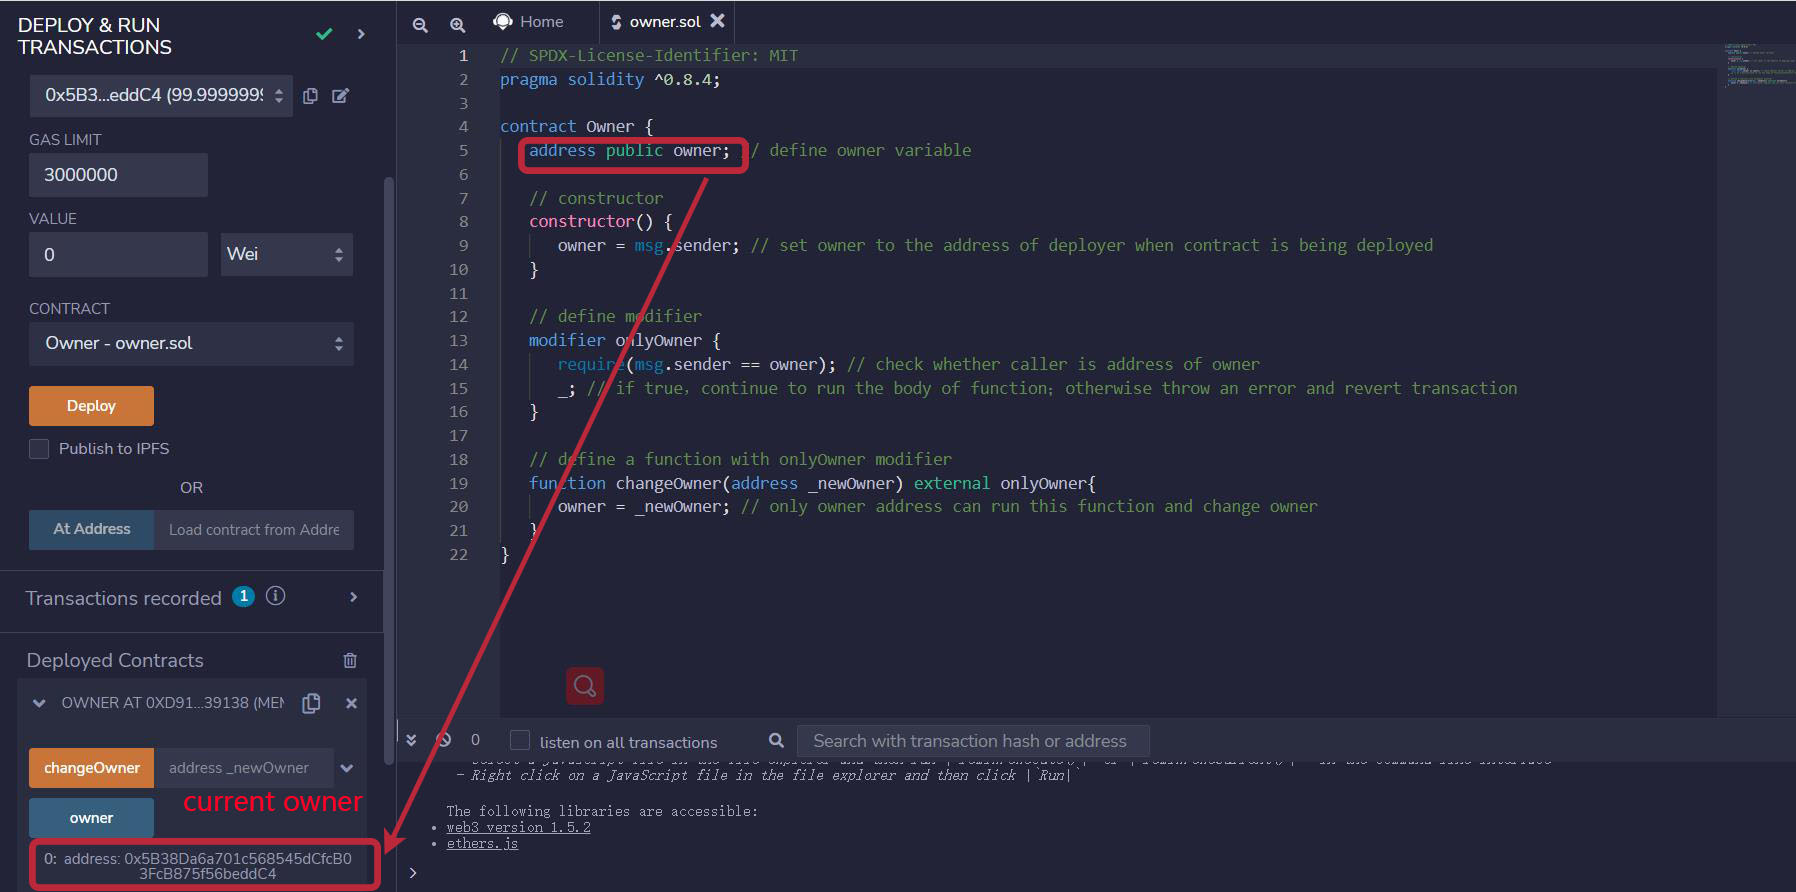 DEPLOY & RUN
TRANSACTIONS
0x5B3...eddC4 (99.9999999
GAS LIMIT
3000000
VALUE
0
Wei
CONTRACT
Owner - owner.sol
Deploy
Publish to IPFS
OR
At Address
Load contract from Addre
Transactions recorded 1
Deployed Contracts
OWNER AT 0XD91...39138 (MEM
changeOwner
address _newOwner
current owner
owner
0: address: 0x5B38Da6a701c568545dCfcB0
3FcB875f56beddC4
Home
owner.sol
1 // SPDX-License-Identifier: MIT
2 pragma solidity ^0.8.4;
3
4 contract Owner {
5 address public owner; // define owner variable
6
7 // constructor
8 constructor() {
9 owner = msg.sender; // set owner to the address of deployer when contract is being deployed
10 }
11
12 // define modifier
13 modifier onlyOwner {
14 require(msg.sender == owner); // check whether caller is address of owner
15 _; // if true, continue to run the body of function; otherwise throw an error and revert transaction
16 }
17
18 // define a function with onlyOwner modifier
19 function changeOwner(address _newOwner) external onlyOwner{
20 owner = _newOwner; // only owner address can run this function and change owner
21 }
22 }
0
listen on all transactions
Search with transaction hash or address
- Right click on a JavaScript file in the file explorer and then click |`Run|`
The following libraries are accessible:
• web3 version 1.5.2
• ethers.js
>